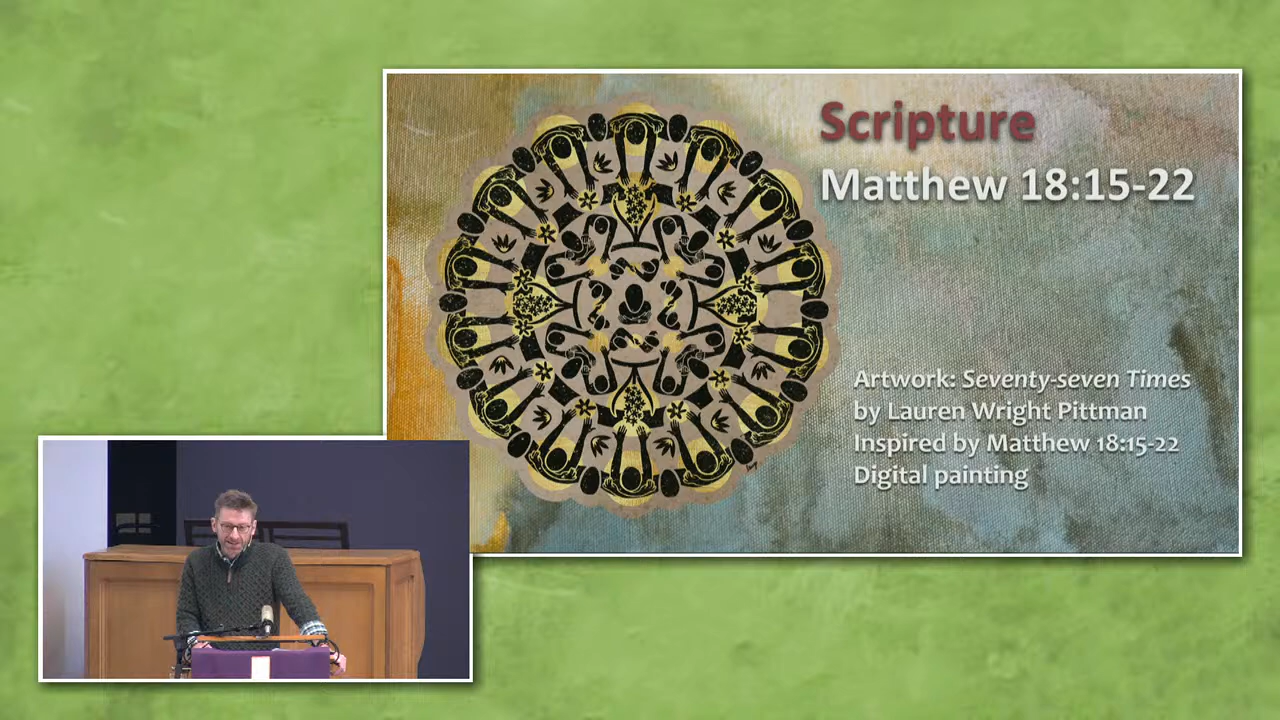 Scripture
Matthew 18:15-22
Artwork: Seventy-seven Times
by Lauren Wright Pittman
Inspired by Matthew 18:15-22
Digital painting